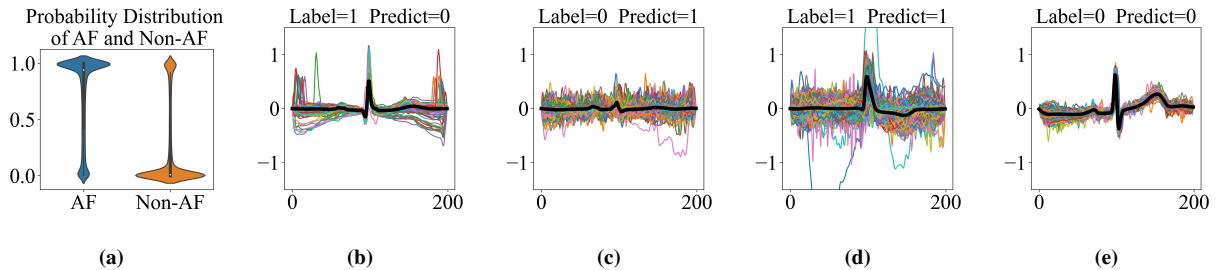 Probability Distribution
of AF and Non-AF
1.0
0.5
0.0
AF
Non-AF
(a)
Label=1 Predict=0
1
0
−1
0
200
(b)
Label=0 Predict=1
1
0
−1
0
200
(c)
Label=1 Predict=1
1
0
−1
0
200
(d)
Label=0 Predict=0
1
0
−1
0
200
(e)